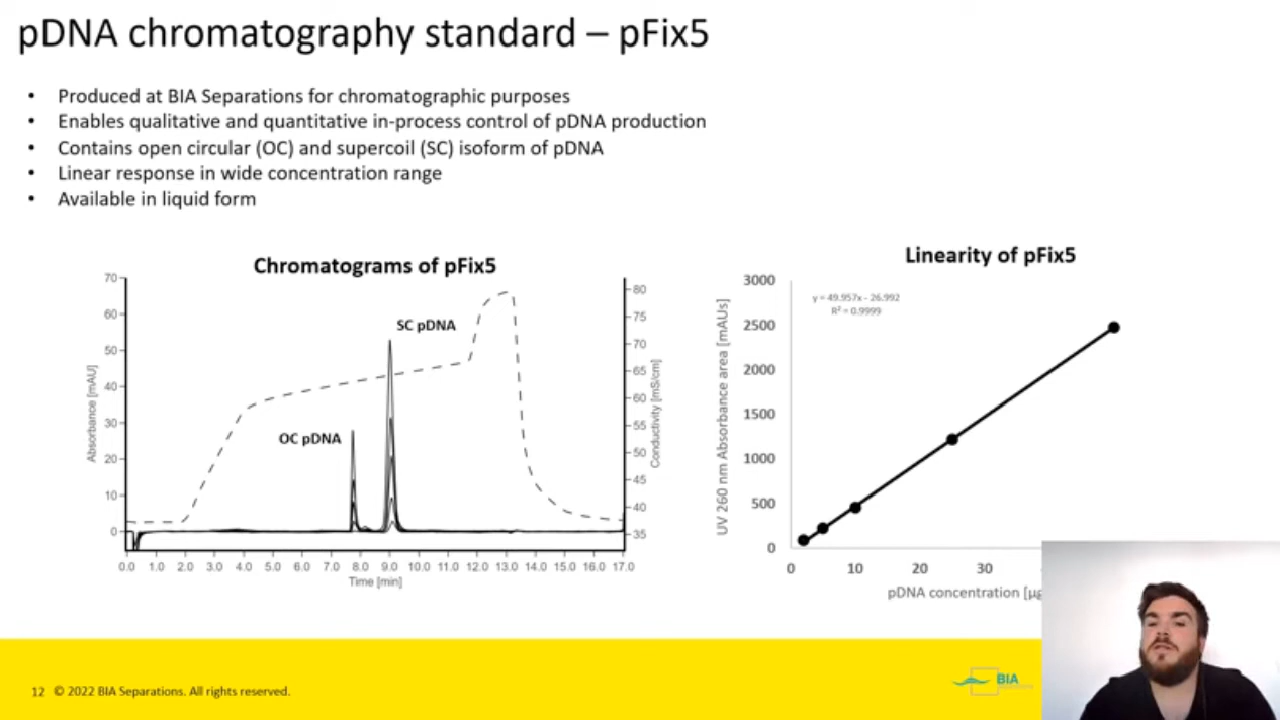 pDNA chromatography standard – pFix5
• Produced at BIA Separations for chromatographic purposes
• Enables qualitative and quantitative in-process control of pDNA production
• Contains open circular (OC) and supercoil (SC) isoform of pDNA
• Linear response in wide concentration range
• Available in liquid form
Chromatograms of pFix5
70
60
50
40
30
20
10
0
Absorbance [mAU]
SC pDNA
OC pDNA
80
75
70
65
60
55
50
45
40
35
Conductivity [mS/cm]
0.0 1.0 2.0 3.0 4.0 5.0 6.0 7.0 8.0 9.0 10.0 11.0 12.0 13.0 14.0 15.0 16.0 17.0
Time [min]
Linearity of pFix5
3000
2500
2000
1500
1000
500
0
UV 260 nm Absorbance area [mAUs]
y = 49.957x - 26.992
R² = 0.9999
0 10 20 30
pDNA concentration [µg
12 © 2022 BIA Separations. All rights reserved.
BIA